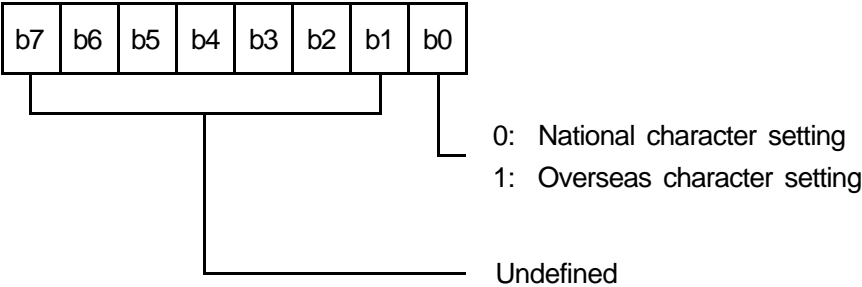 b7 b6 b5 b4 b3 b2 b1 b0
0: National character setting
1: Overseas character setting
Undefined